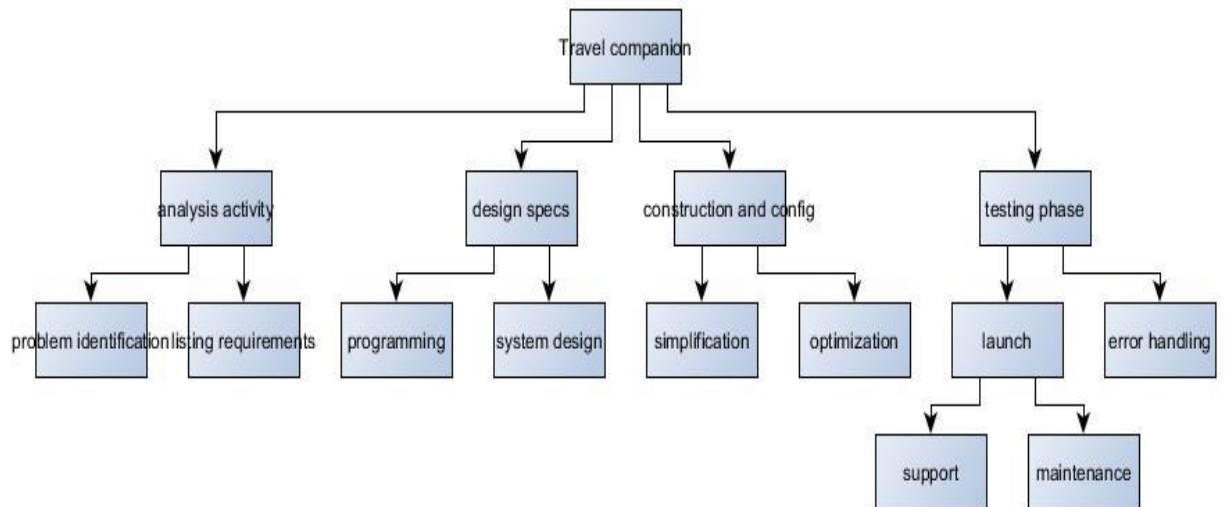 Travel companion
analysis activity
design specs
construction and config
testing phase
problem identification
listing requirements
programming
system design
simplification
optimization
launch
error handling
support
maintenance